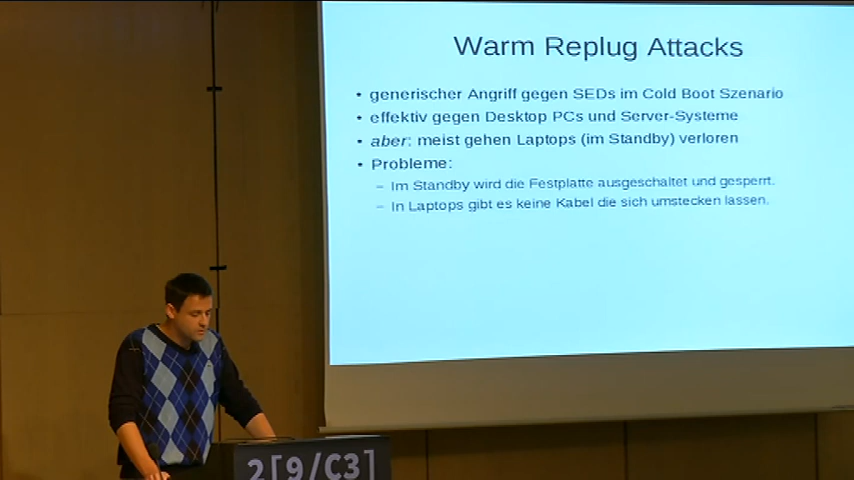 Warm Replug Attacks
• generischer Angriff gegen SEDs im Cold Boot Szenario
• effektiv gegen Desktop PCs und Server-Systeme
• aber: meist gehen Laptops (im Standby) verloren
• Probleme:
– Im Standby wird die Festplatte ausgeschaltet und gesperrt.
– In Laptops gibt es keine Kabel die sich umstecken lassen.
2[9/C3]